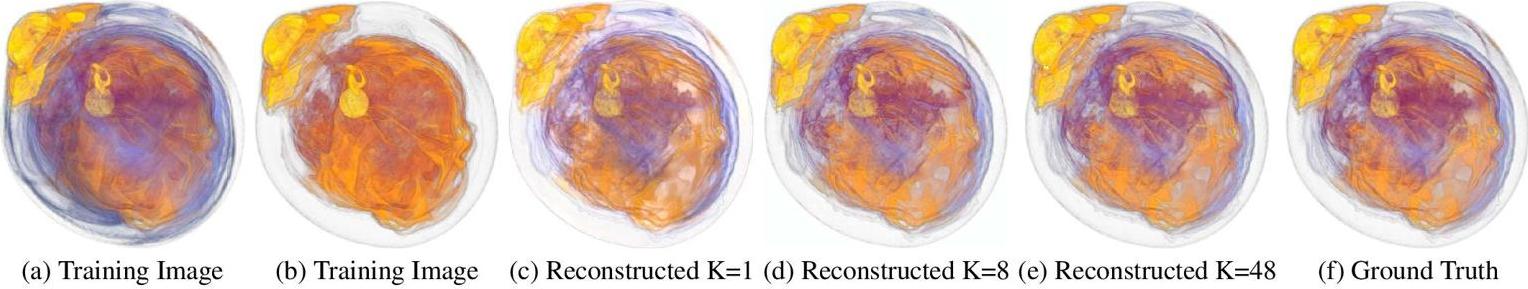 (a) Training Image (b) Training Image (c) Reconstructed K=1 (d) Reconstructed K=8 (e) Reconstructed K=48 (f) Ground Truth